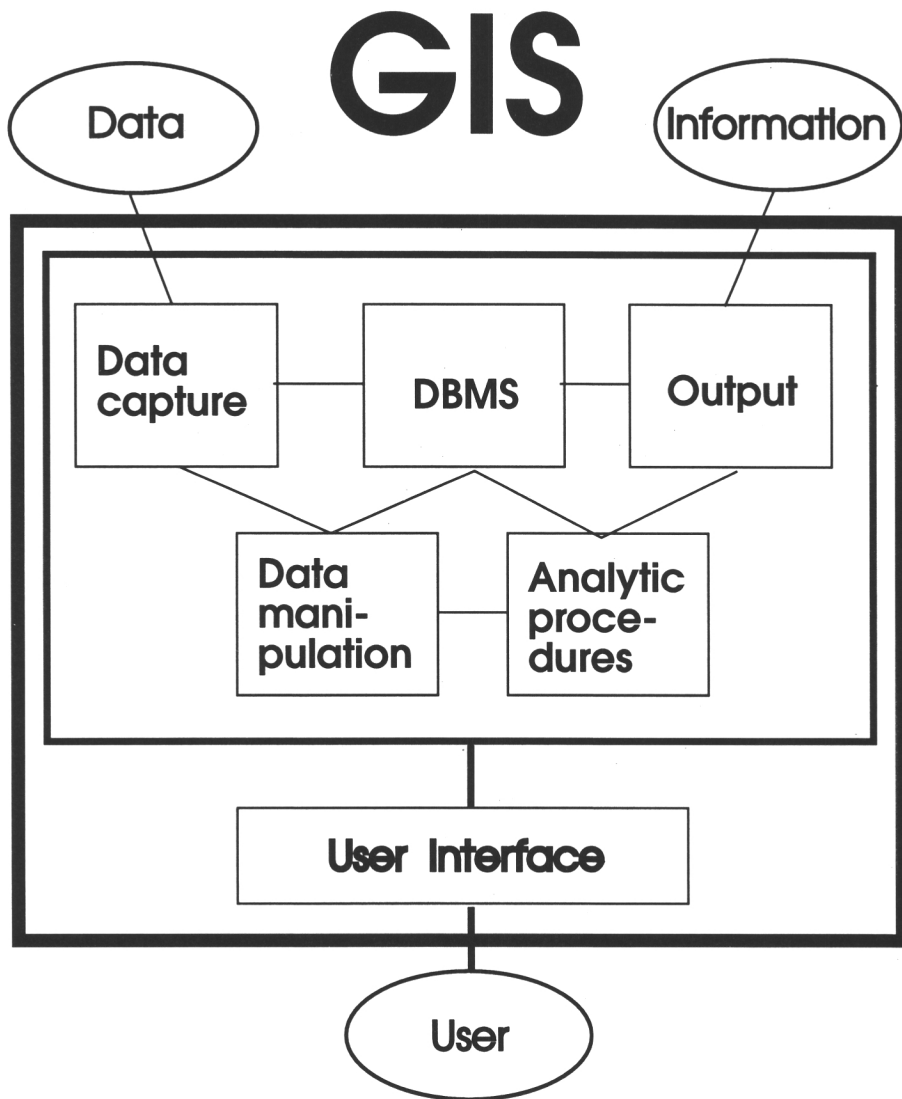 GIS
Data
Information
Data
capture
DBMS
Output
Data
mani-
pulation
Analytic
proce-
dures
User Interface
User